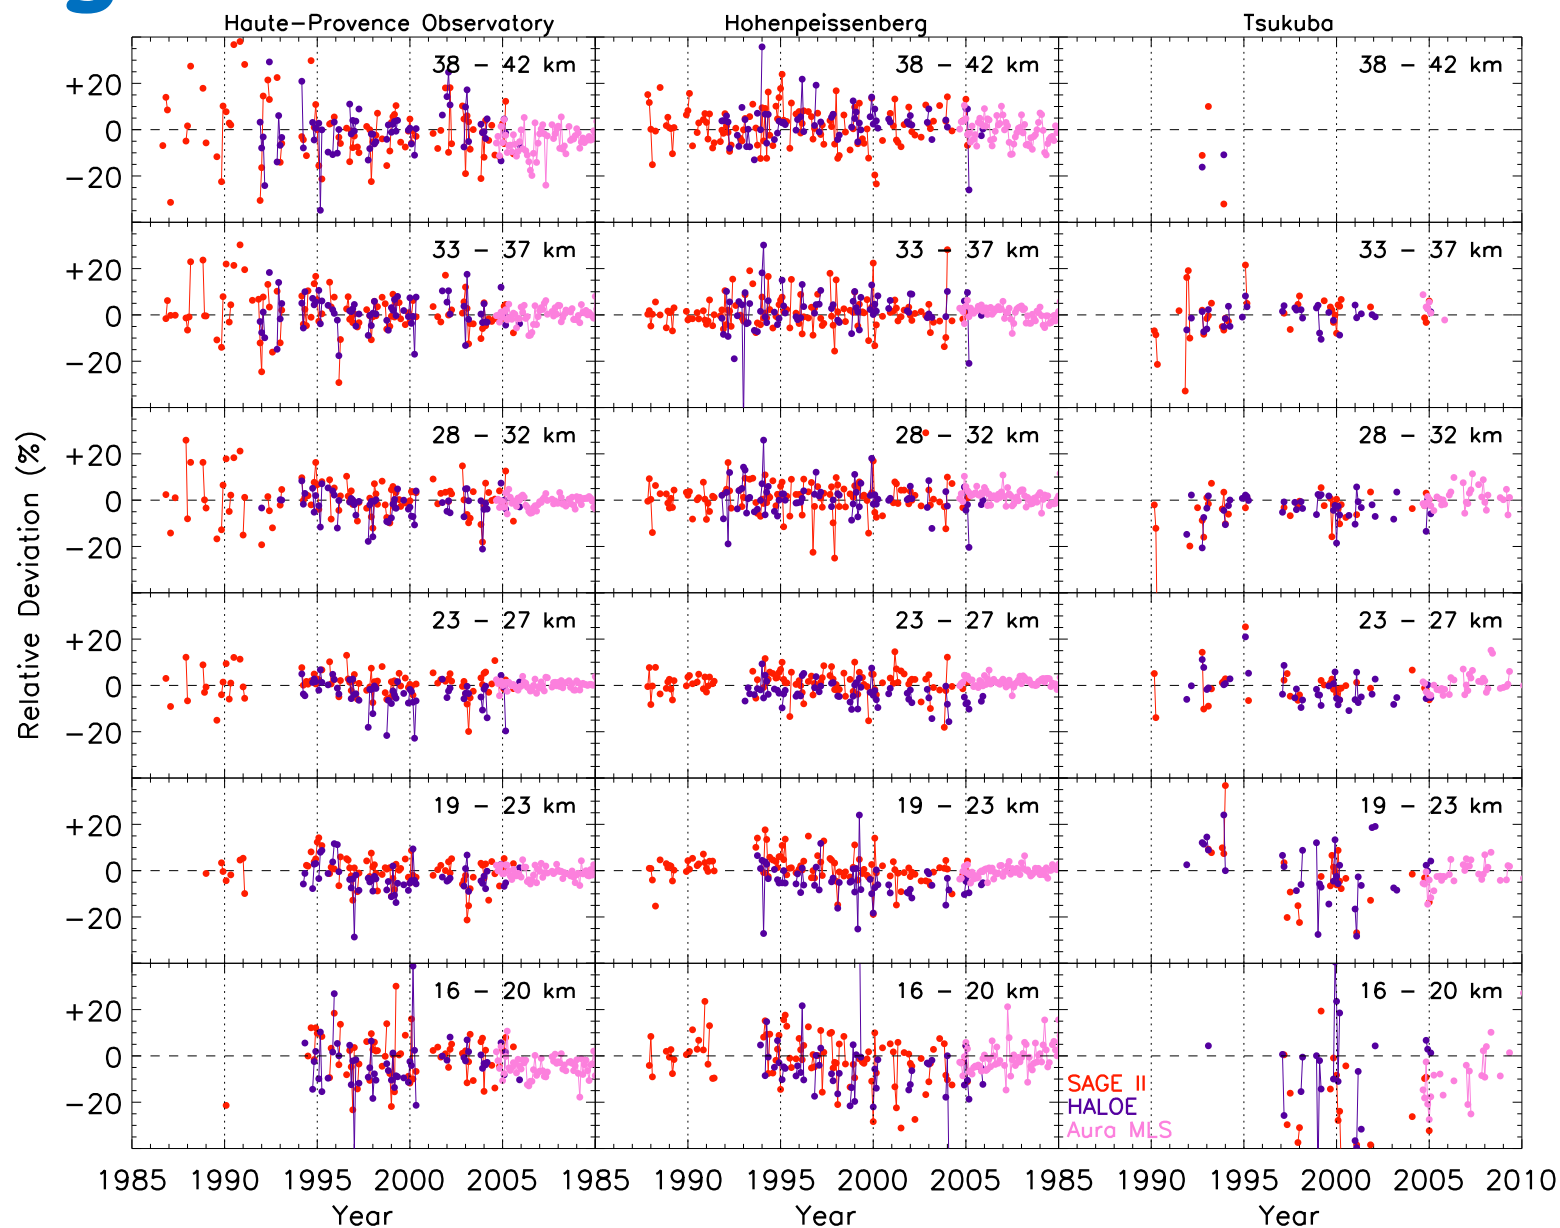 Haute-Provence Observatory Hohenpeissenberg Tsukuba
38 - 42 km 38 - 42 km 38 - 42 km
+20
0
-20
33 - 37 km 33 - 37 km 33 - 37 km
+20
0
-20
28 - 32 km 28 - 32 km 28 - 32 km
+20
0
-20
Relative Deviation (%)
23 - 27 km 23 - 27 km 23 - 27 km
+20
0
-20
19 - 23 km 19 - 23 km 19 - 23 km
+20
0
-20
16 - 20 km 16 - 20 km 16 - 20 km
+20
0
-20
SAGE II
HALOE
Aura MLS
1985 1990 1995 2000 2005 1985 1990 1995 2000 2005 1985 1990 1995 2000 2005 2010
Year Year Year